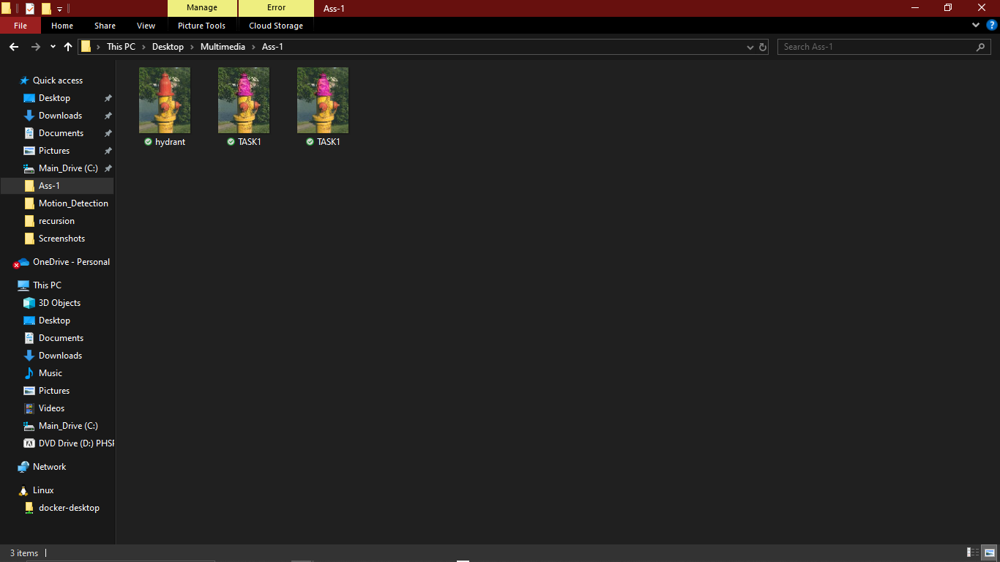 Manage
Error
Ass-1
File
Home
Share
View
Picture Tools
Cloud Storage
This PC > Desktop > Multimedia > Ass-1
Search Ass-1
Quick access
Desktop
Downloads
Documents
Pictures
Main_Drive (C:)
Ass-1
Motion_Detection
recursion
Screenshots
OneDrive - Personal
This PC
3D Objects
Desktop
Documents
Downloads
Music
Pictures
Videos
Main_Drive (C:)
DVD Drive (D:) PHSP
Network
Linux
docker-desktop
hydrant
TASK1
TASK1
3 items